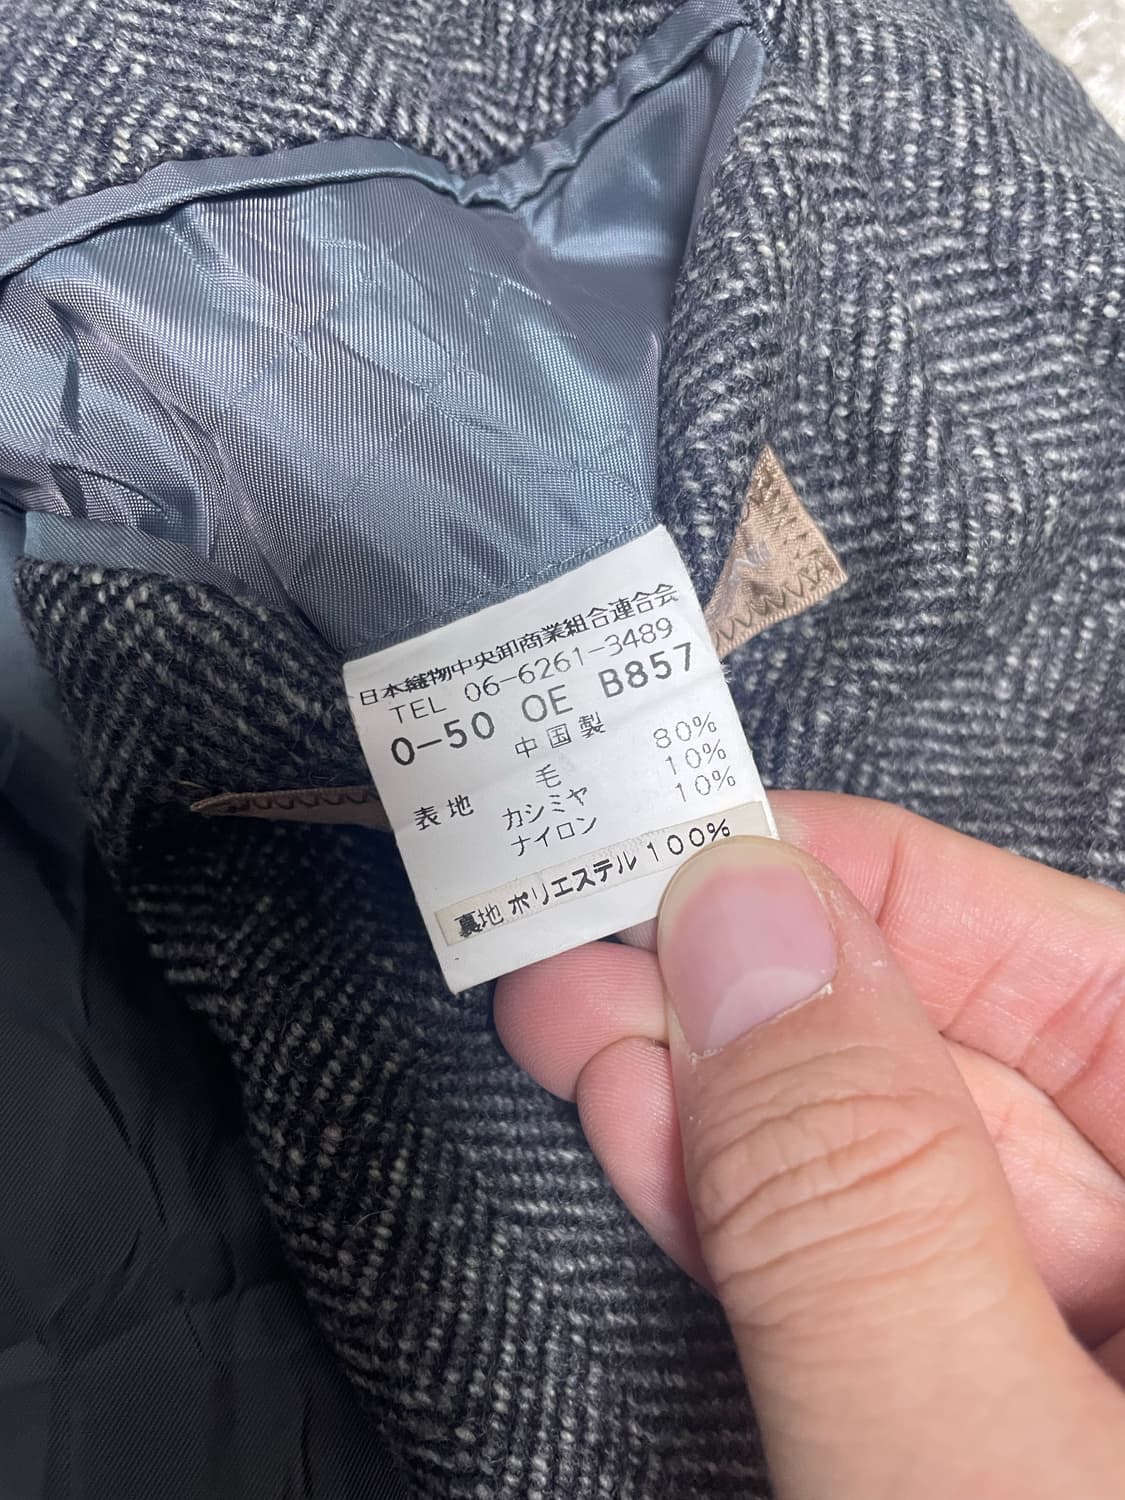 日本縫物中央卸商業組合連合会
TEL 06-6261-3489
0-50 OE B857
中国製
毛 80%
表地 カシミヤ 10%
ナイロン 10%
裏地 ポリエステル 100%